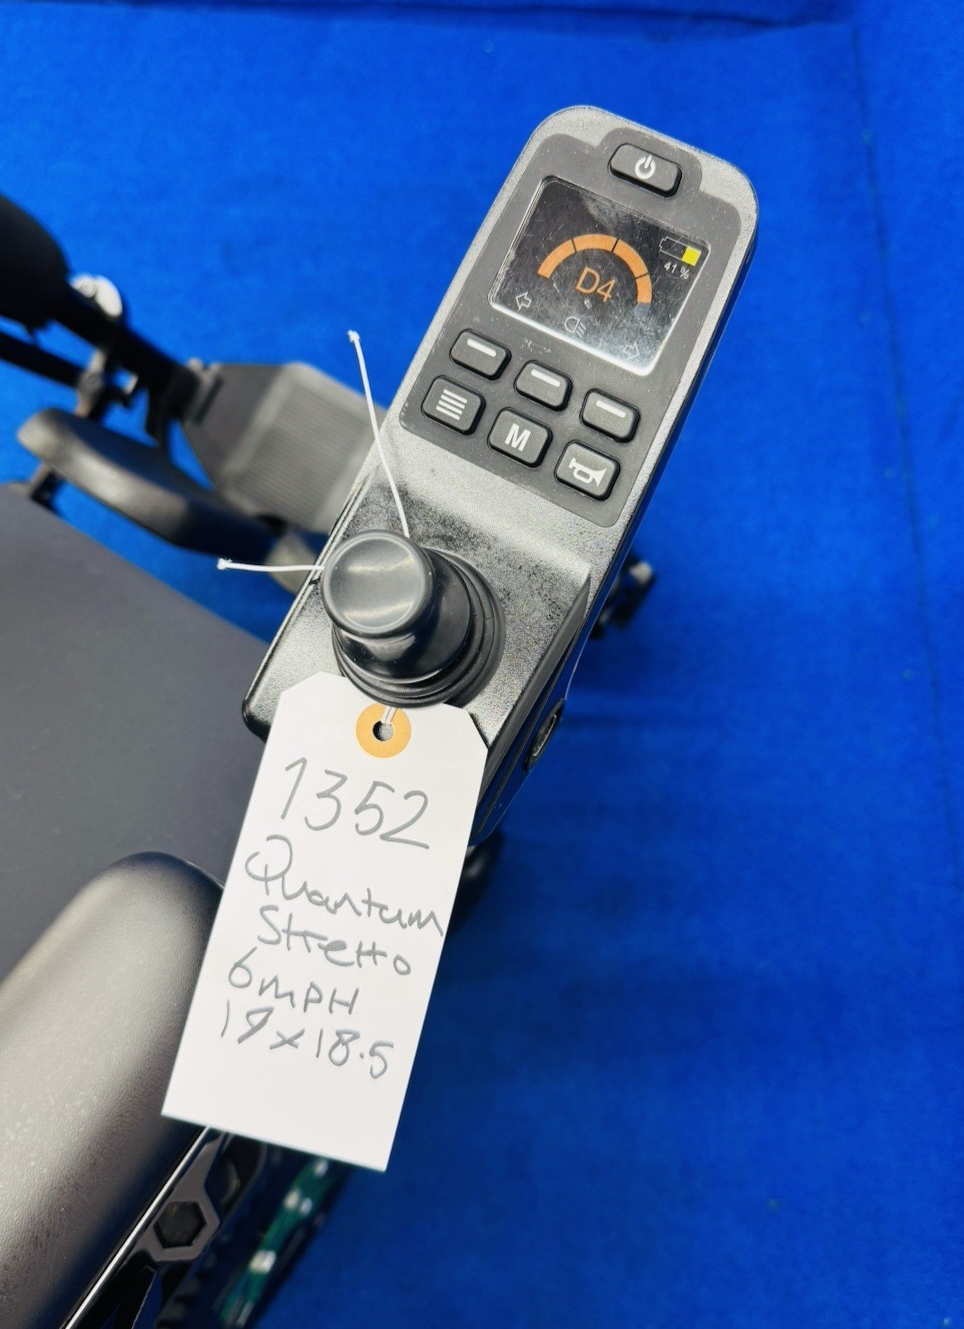 41 %
D4
M
1352
Quantum
Stretto
6MPH
19x18.5